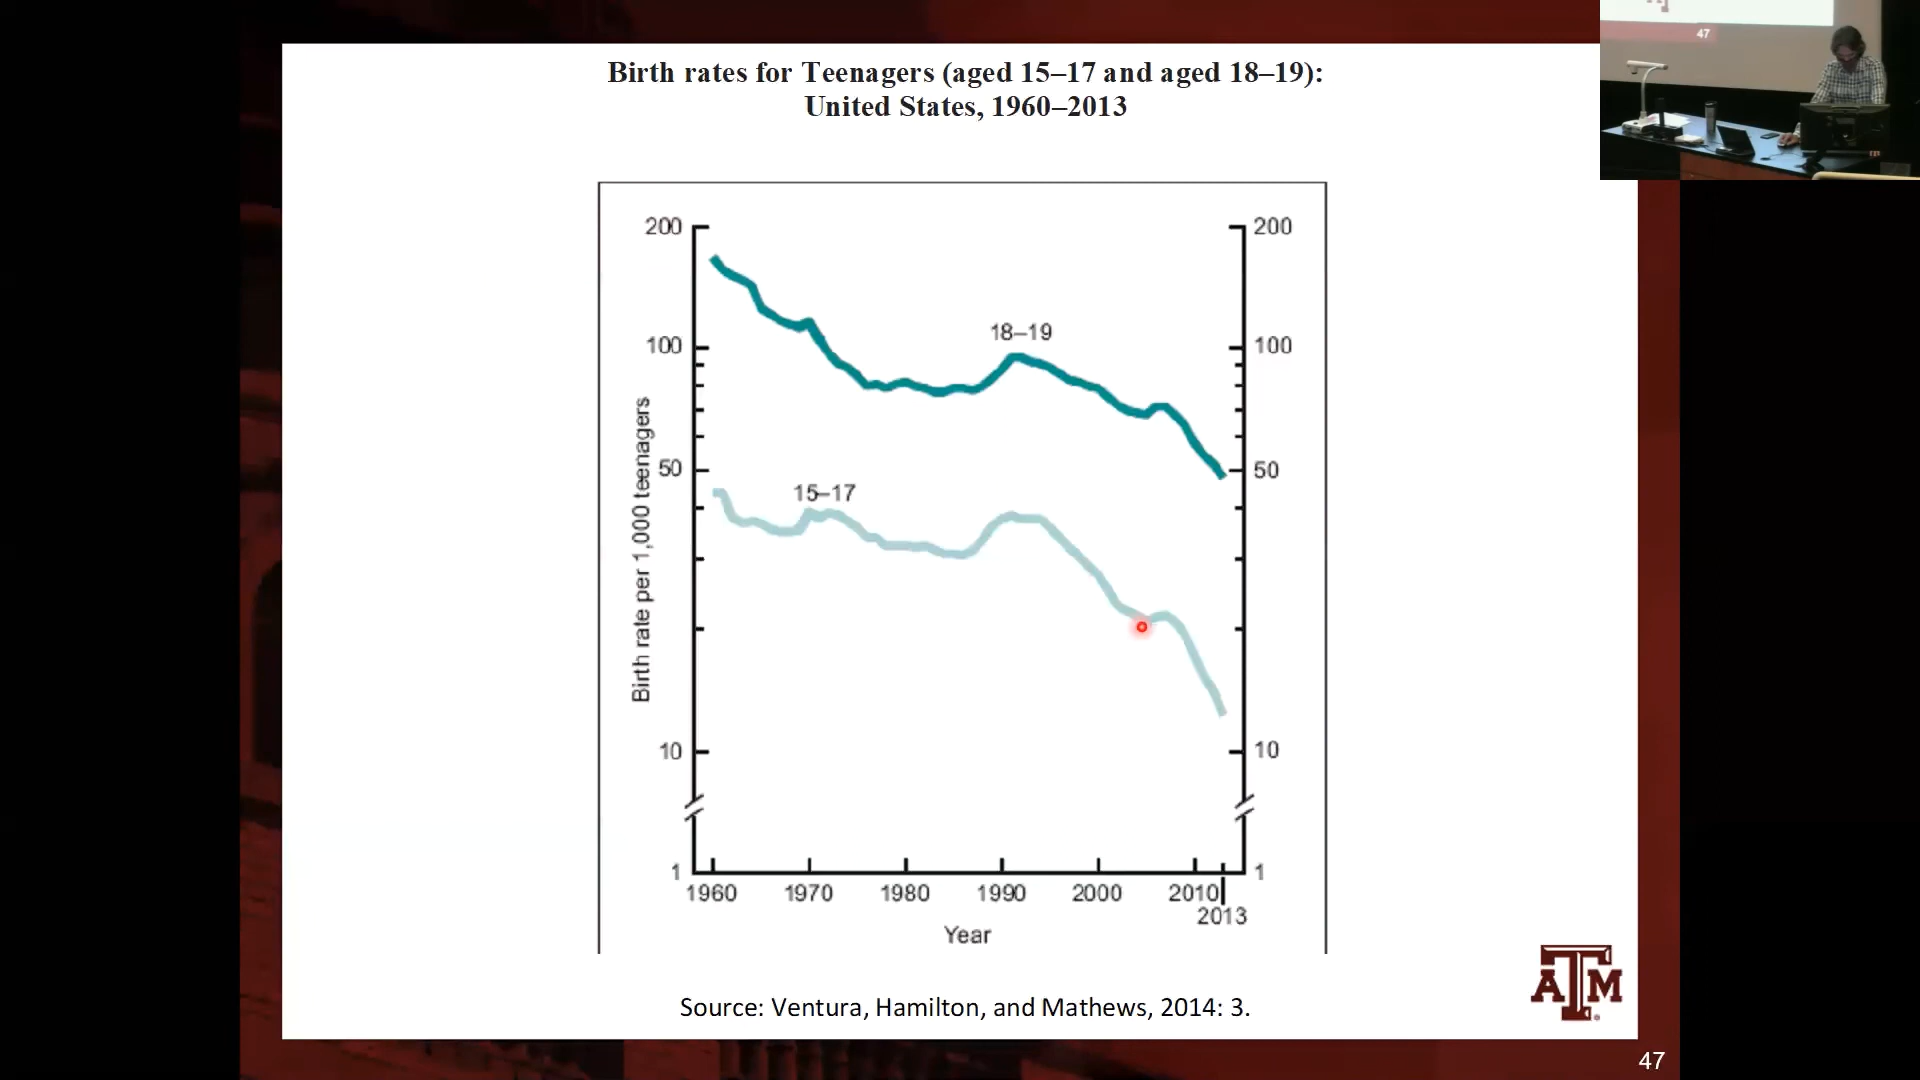 Birth rates for Teenagers (aged 15–17 and aged 18–19):
United States, 1960–2013
47
200
200
18–19
100
100
Birth rate per 1,000 teenagers
50
50
15–17
10
10
1
1
1960 1970 1980 1990 2000 2010
2013
Year
Source: Ventura, Hamilton, and Mathews, 2014: 3.
ATM
47